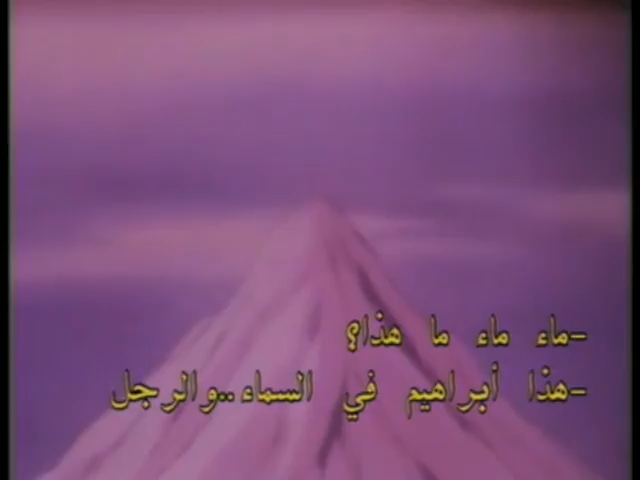 -ماء ماء ما هذا؟
-هذا أبراهيم في السماء..والرجل